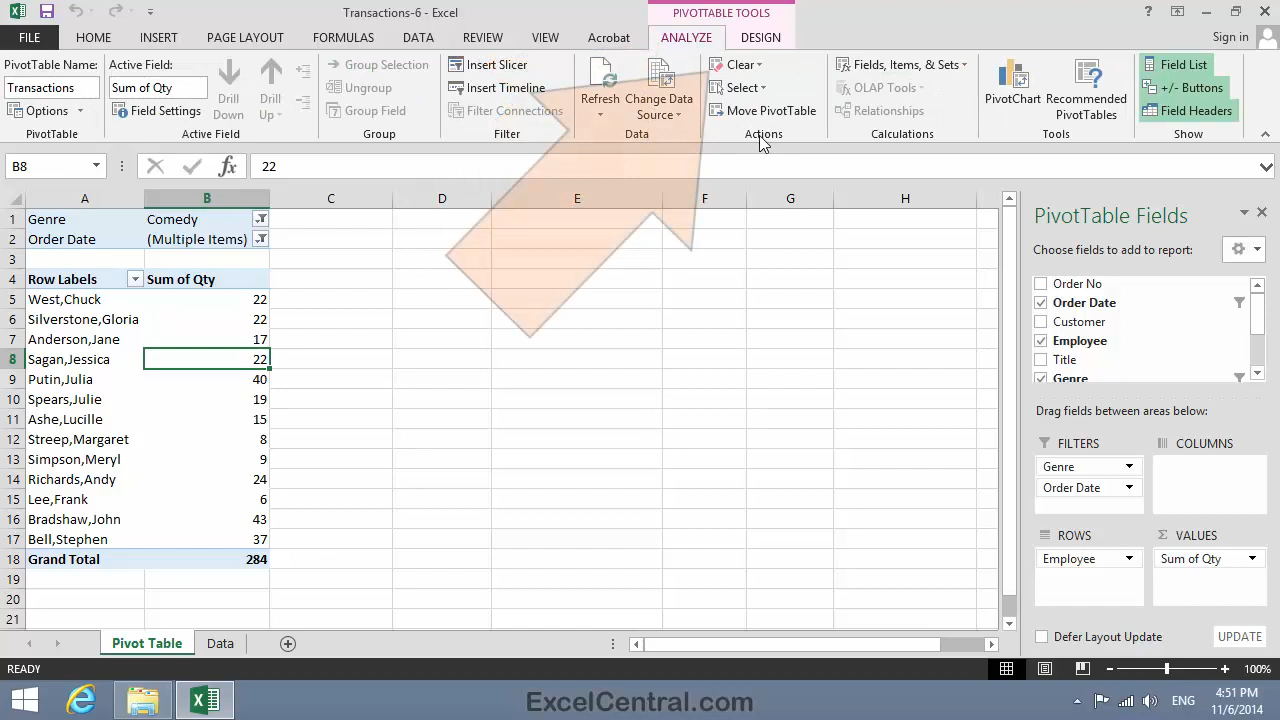 Transactions-6 - Excel
PIVOTTABLE TOOLS
?
FILE HOME INSERT PAGE LAYOUT FORMULAS DATA REVIEW VIEW Acrobat ANALYZE DESIGN Sign in
PivotTable Name:
Transactions
Options
PivotTable
Active Field:
Sum of Qty
Field Settings
Drill Down
Drill Up
Active Field
Group Selection
Ungroup
Group Field
Group
Insert Slicer
Insert Timeline
Filter Connections
Filter
Refresh
Change Data
Source
Data
Clear
Select
Move PivotTable
Actions
Fields, Items, & Sets
OLAP Tools
Relationships
Calculations
PivotChart
Recommended
PivotTables
Tools
Field List
+/- Buttons
Field Headers
Show
B8 fx 22
A B C D E F G H
1 Genre Comedy
2 Order Date (Multiple Items)
3
4 Row Labels Sum of Qty
5 West,Chuck 22
6 Silverstone,Gloria 22
7 Anderson,Jane 17
8 Sagan,Jessica 22
9 Putin,Julia 40
10 Spears,Julie 19
11 Ashe,Lucille 15
12 Streep,Margaret 8
13 Simpson,Meryl 9
14 Richards,Andy 24
15 Lee,Frank 6
16 Bradshaw,John 43
17 Bell,Stephen 37
18 Grand Total 284
19
20
21
PivotTable Fields
Choose fields to add to report:
Order No
Order Date
Customer
Employee
Title
Genre
Drag fields between areas below:
FILTERS
Genre
Order Date
COLUMNS
ROWS
Employee
Σ VALUES
Sum of Qty
Defer Layout Update UPDATE
Pivot Table Data
READY
100%
ExcelCentral.com
ENG
4:51 PM
11/6/2014